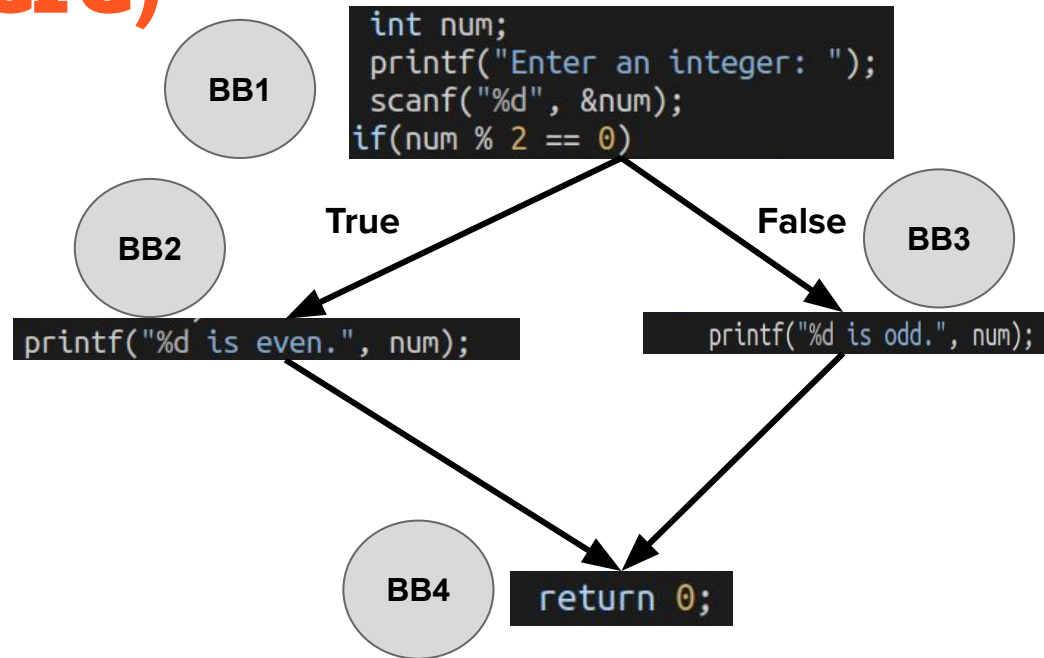 BB1
int num;
printf("Enter an integer: ");
scanf("%d", &num);
if(num % 2 == 0)
True
False
BB2
BB3
printf("%d is even.", num);
printf("%d is odd.", num);
BB4
return 0;